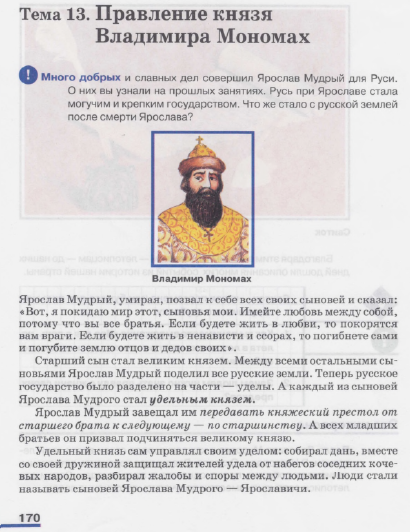 Тема 13. Правление князя
Владимира Мономах
! Много добрых и славных дел совершил Ярослав Мудрый для Руси.
О них вы узнали на прошлых занятиях. Русь при Ярославе стала
могучим и крепким государством. Что же стало с русской землей
после смерти Ярослава?
Владимир Мономах
Ярослав Мудрый, умирая, позвал к себе всех своих сыновей и сказал:
«Вот, я покидаю мир этот, сыновья мои. Имейте любовь между собой,
потому что вы все братья. Если будете жить в любви, то покорятся
вам враги. Если будете жить в ненависти и ссорах, то погибнете сами
и погубите землю отцов и дедов своих».
Старший сын стал великим князем. Между всеми остальными сы-
новьями Ярослав Мудрый поделил все русские земли. Теперь русское
государство было разделено на части — уделы. А каждый из сыновей
Ярослава Мудрого стал удельным князем.
Ярослав Мудрый завещал им передавать княжеский престол от
старшего брата к следующему — по старшинству. А всех младших
братьев он призвал подчиняться великому князю.
Удельный князь сам управлял своим уделом: собирал дань, вместе
со своей дружиной защищал жителей удела от набегов соседних коче-
вых народов, разбирал жалобы и споры между людьми. Люди стали
называть сыновей Ярослава Мудрого — Ярославичи.
170